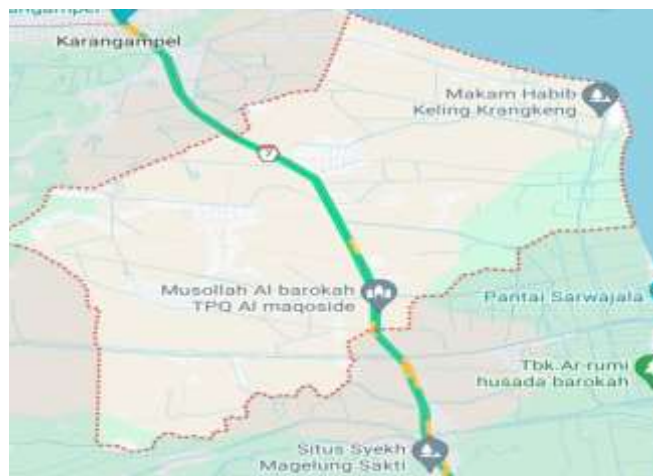 Karangampel
Makam Habib
Keling Krangkeng
Musollah Al barokah
TPQ Al maqoside
Pantai Sarwajala
Tbk.Ar-rumi
husada barokah
Situs Syekh
Magelung Sakti